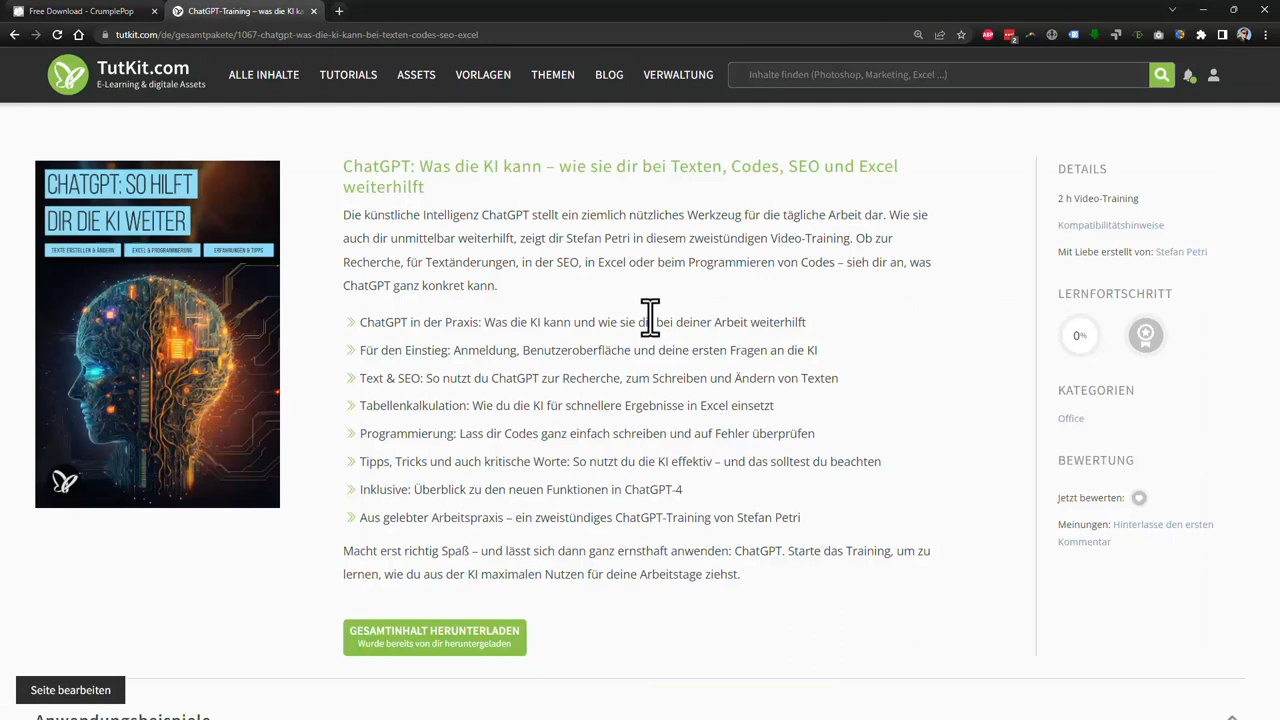 Free Download - CrumplePop
ChatGPT-Training – was die KI ka
tutkit.com/de/gesamtpakete/1067-chatgpt-was-die-ki-kann-bei-texten-codes-seo-excel
2
TutKit.com
E-Learning & digitale Assets
ALLE INHALTE
TUTORIALS
ASSETS
VORLAGEN
THEMEN
BLOG
VERWALTUNG
Inhalte finden (Photoshop, Marketing, Excel ...)
CHATGPT: SO HILFT
DIR DIE KI WEITER
TEXTE ERSTELLEN & ÄNDERN
EXCEL & PROGRAMMIERUNG
ERFAHRUNGEN & TIPPS
ChatGPT: Was die KI kann – wie sie dir bei Texten, Codes, SEO und Excel
weiterhilft
Die künstliche Intelligenz ChatGPT stellt ein ziemlich nützliches Werkzeug für die tägliche Arbeit dar. Wie sie
auch dir unmittelbar weiterhilft, zeigt dir Stefan Petri in diesem zweistündigen Video-Training. Ob zur
Recherche, für Textänderungen, in der SEO, in Excel oder beim Programmieren von Codes – sieh dir an, was
ChatGPT ganz konkret kann.
ChatGPT in der Praxis: Was die KI kann und wie sie dir bei deiner Arbeit weiterhilft
Für den Einstieg: Anmeldung, Benutzeroberfläche und deine ersten Fragen an die KI
Text & SEO: So nutzt du ChatGPT zur Recherche, zum Schreiben und Ändern von Texten
Tabellenkalkulation: Wie du die KI für schnellere Ergebnisse in Excel einsetzt
Programmierung: Lass dir Codes ganz einfach schreiben und auf Fehler überprüfen
Tipps, Tricks und auch kritische Worte: So nutzt du die KI effektiv – und das solltest du beachten
Inklusive: Überblick zu den neuen Funktionen in ChatGPT-4
Aus gelebter Arbeitspraxis – ein zweistündiges ChatGPT-Training von Stefan Petri
Macht erst richtig Spaß – und lässt sich dann ganz ernsthaft anwenden: ChatGPT. Starte das Training, um zu
lernen, wie du aus der KI maximalen Nutzen für deine Arbeitstage ziehst.
GESAMTINHALT HERUNTERLADEN
Wurde bereits von dir heruntergeladen
DETAILS
2 h Video-Training
Kompatibilitätshinweise
Mit Liebe erstellt von: Stefan Petri
LERNFORTSCHRITT
0%
KATEGORIEN
Office
BEWERTUNG
Jetzt bewerten:
Meinungen: Hinterlasse den ersten
Kommentar
Seite bearbeiten
Anwendungsbeispiele